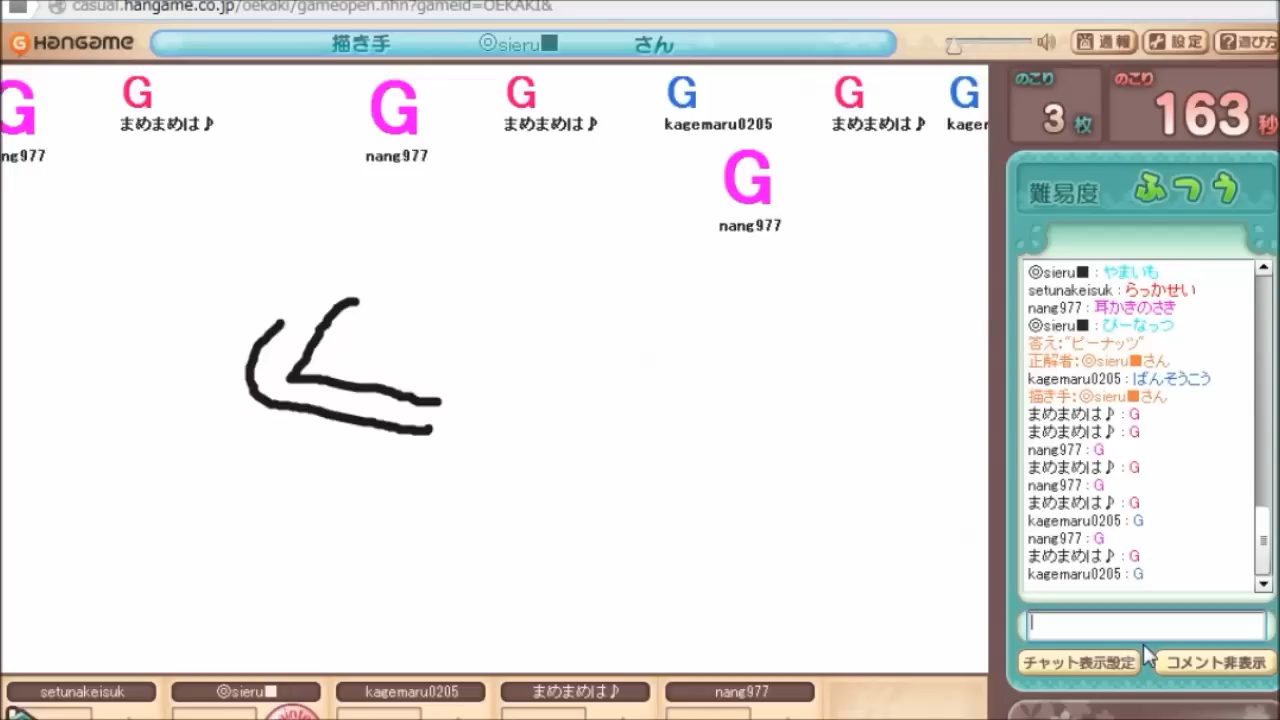 casual.hangame.co.jp/oekaki/gameopen.nhn?gameid=OEKAKI&
HANGAME 描き手 ◎sieru■ さん 通報 設定 遊び方
G まめまめは♪
G nang977
G まめまめは♪
G kagemaru0205
G まめまめは♪
G kager
G nang977
G nang977
のこり 3 枚
のこり 163 秒
難易度 ふつう
◎sieru■ : やまいも
setunakeisuk : らっかせい
nang977 : 耳かきのさき
◎sieru■ : ぴーなっつ
答え:"ピーナッツ"
正解者:◎sieru■さん
kagemaru0205 : ばんそうこう
描き手:◎sieru■さん
まめまめは♪ : G
まめまめは♪ : G
nang977 : G
まめまめは♪ : G
nang977 : G
まめまめは♪ : G
kagemaru0205 : G
nang977 : G
まめまめは♪ : G
kagemaru0205 : G
チャット表示設定 コメント非表示
setunakeisuk ◎sieru■ kagemaru0205 まめまめは♪ nang977